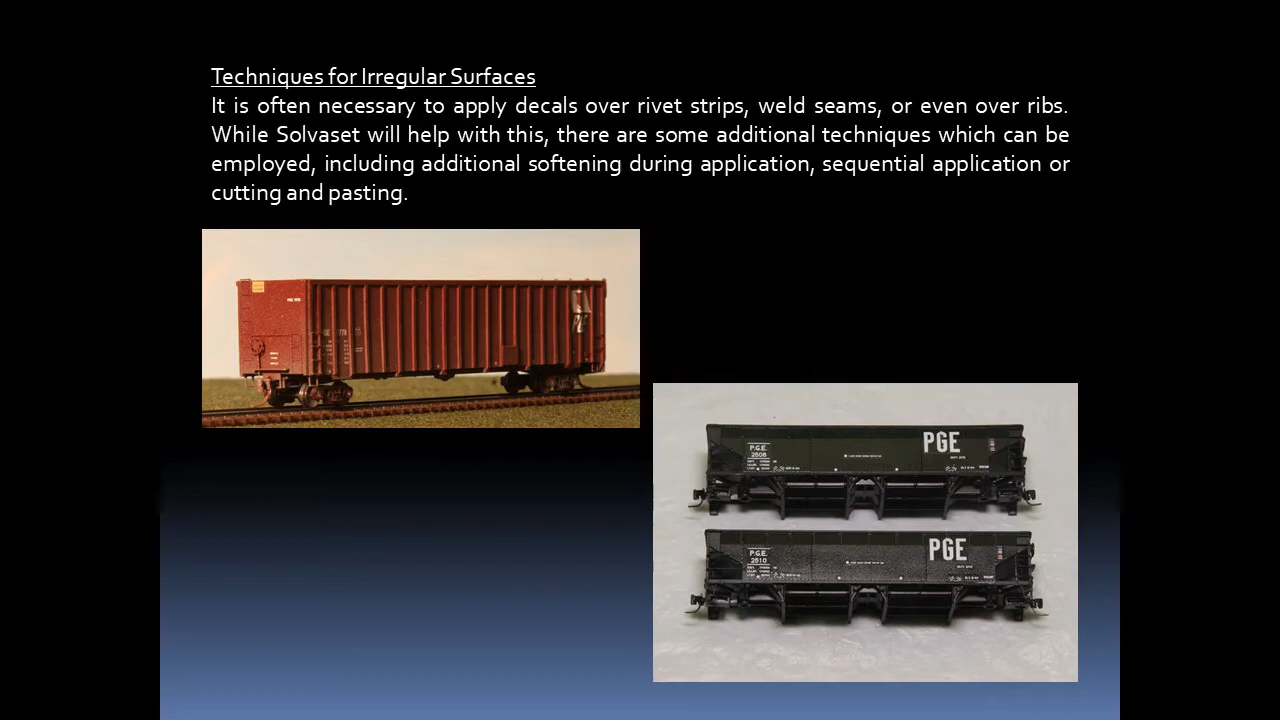 Techniques for Irregular Surfaces
It is often necessary to apply decals over rivet strips, weld seams, or even over ribs.
While Solvaset will help with this, there are some additional techniques which can be
employed, including additional softening during application, sequential application or
cutting and pasting.
PGE
P.G.E.
2508
PGE
P.G.E.
2510